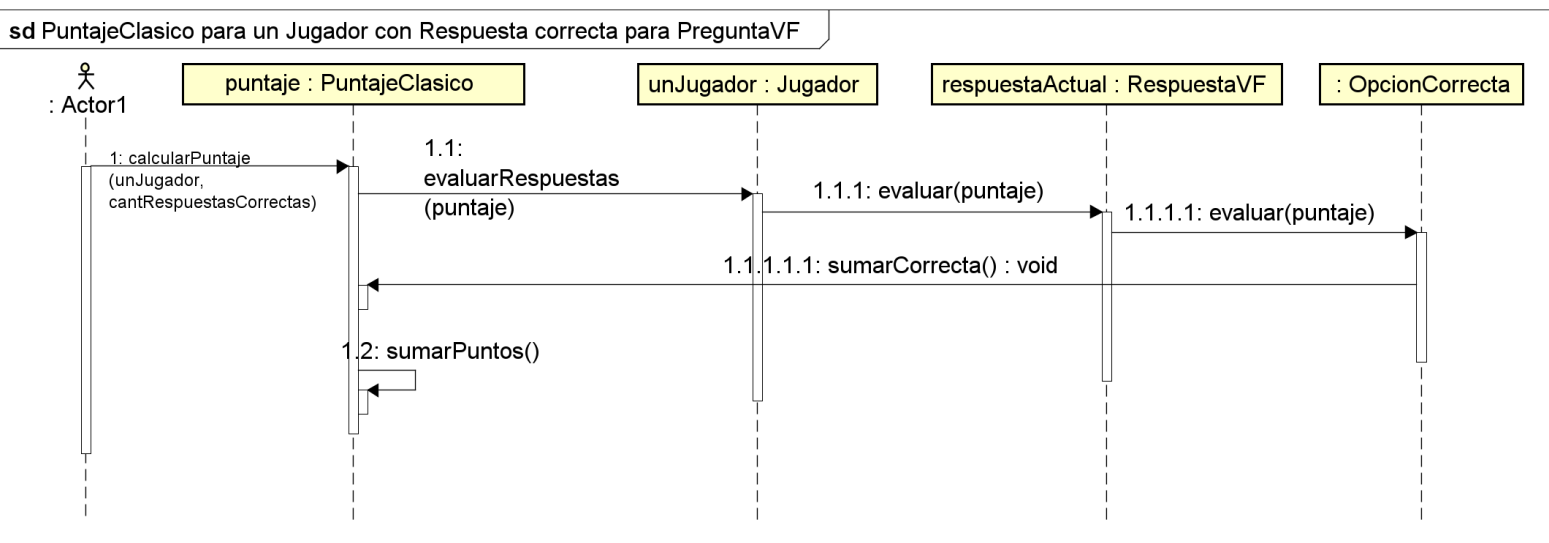 sd PuntajeClasico para un Jugador con Respuesta correcta para PreguntaVF
: Actor1
puntaje : PuntajeClasico
unJugador : Jugador
respuestaActual : RespuestaVF
: OpcionCorrecta
1: calcularPuntaje
(unJugador,
cantRespuestasCorrectas)
1.1:
evaluarRespuestas
(puntaje)
1.1.1: evaluar(puntaje)
1.1.1.1: evaluar(puntaje)
1.1.1.1.1: sumarCorrecta() : void
1.2: sumarPuntos()